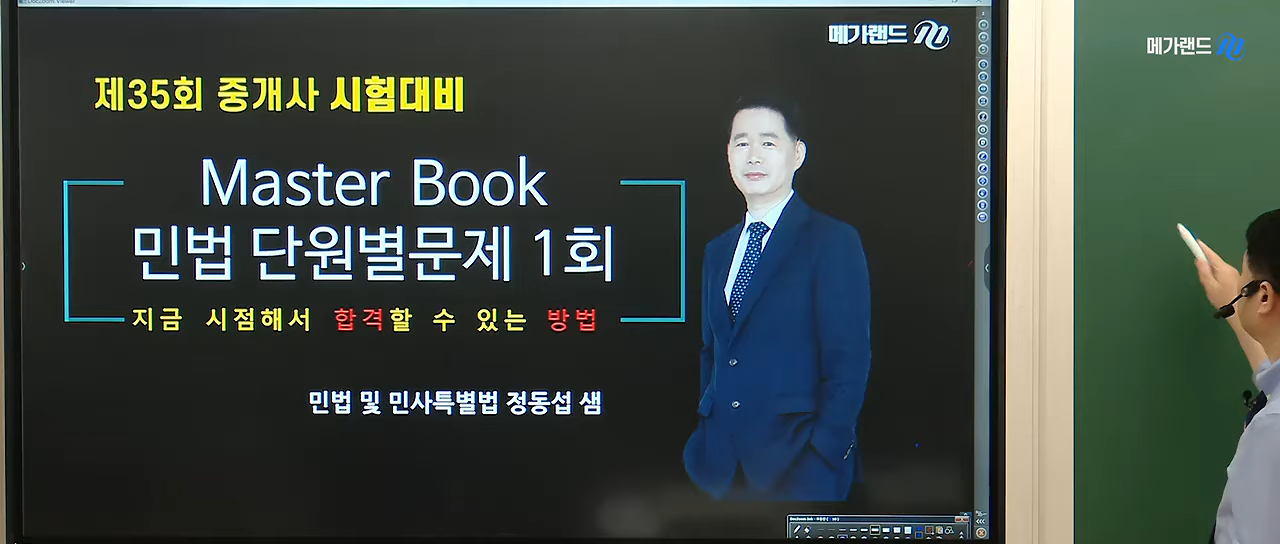 메가랜드
메가랜드
제35회 중개사 시험대비
Master Book
민법 단원별문제 1회
지금 시점해서 합격할 수 있는 방법
민법 및 민사특별법 정동섭 샘